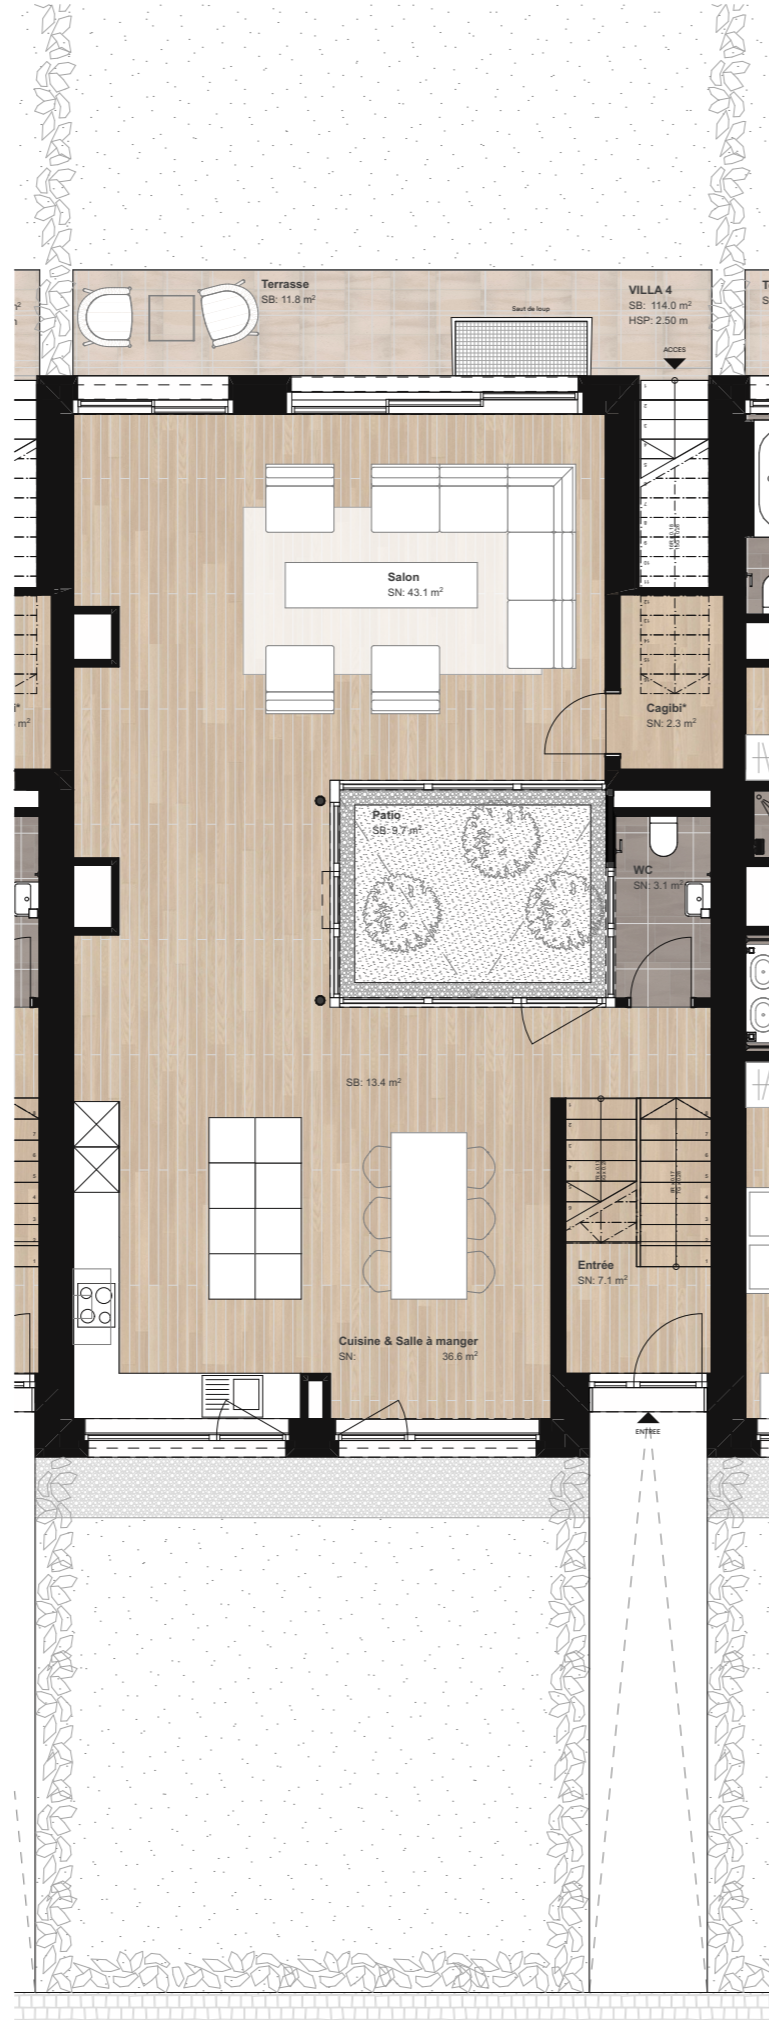 Terrasse
SB: 11.8 m²
VILLA 4
SB: 114.0 m²
HSP: 2.50 m
Saut de loup
ACCES
Salon
SN: 43.1 m²
Cagibi*
SN: 2.3 m²
m²
Patio
SB: 9.7 m²
WC
SN: 3.1 m²
SB: 13.4 m²
Entrée
SN: 7.1 m²
Cuisine & Salle à manger
SN: 36.6 m²
ENTREE